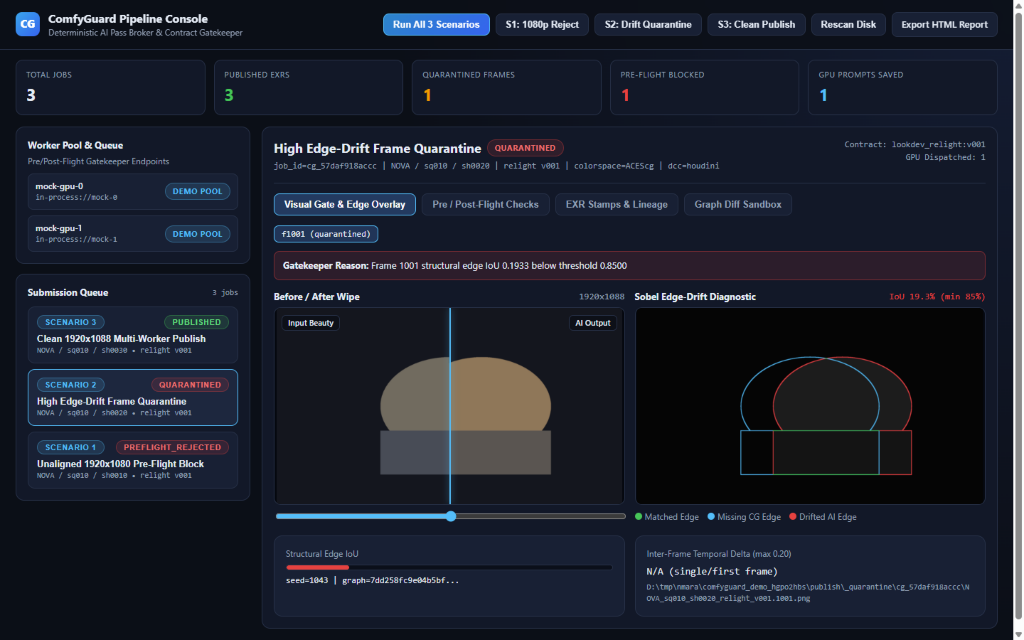 CG
ComfyGuard Pipeline Console
Deterministic AI Pass Broker & Contract Gatekeeper
Run All 3 Scenarios
S1: 1080p Reject
S2: Drift Quarantine
S3: Clean Publish
Rescan Disk
Export HTML Report
TOTAL JOBS
3
PUBLISHED EXRS
3
QUARANTINED FRAMES
1
PRE-FLIGHT BLOCKED
1
GPU PROMPTS SAVED
1
Worker Pool & Queue
Pre/Post-Flight Gatekeeper Endpoints
mock-gpu-0
in-process://mock-0
DEMO POOL
mock-gpu-1
in-process://mock-1
DEMO POOL
Submission Queue
3 jobs
SCENARIO 3
PUBLISHED
Clean 1920x1088 Multi-Worker Publish
NOVA / sq010 / sh0030 • relight v001
SCENARIO 2
QUARANTINED
High Edge-Drift Frame Quarantine
NOVA / sq010 / sh0020 • relight v001
SCENARIO 1
PREFLIGHT_REJECTED
Unaligned 1920x1080 Pre-Flight Block
NOVA / sq010 / sh0010 • relight v001
High Edge-Drift Frame Quarantine
QUARANTINED
job_id=cg_57daf918accc | NOVA / sq010 / sh0020 | relight v001 | colorspace=ACEScg | dcc=houdini
Contract: lookdev_relight:v001
GPU Dispatched: 1
Visual Gate & Edge Overlay
Pre / Post-Flight Checks
EXR Stamps & Lineage
Graph Diff Sandbox
f1001 (quarantined)
Gatekeeper Reason: Frame 1001 structural edge IoU 0.1933 below threshold 0.8500
Before / After Wipe
1920x1088
Input Beauty
AI Output
Sobel Edge-Drift Diagnostic
IoU 19.3% (min 85%)
Matched Edge
Missing CG Edge
Drifted AI Edge
Structural Edge IoU
seed=1043 | graph=7dd258fc9e04b5bf...
Inter-Frame Temporal Delta (max 0.20)
N/A (single/first frame)
D:\tmp\nmara\comfyguard_demo_hgpo2hbs\publish\_quarantine\cg_57daf918accc\N
OVA_sq010_sh0020_relight_v001.1001.png